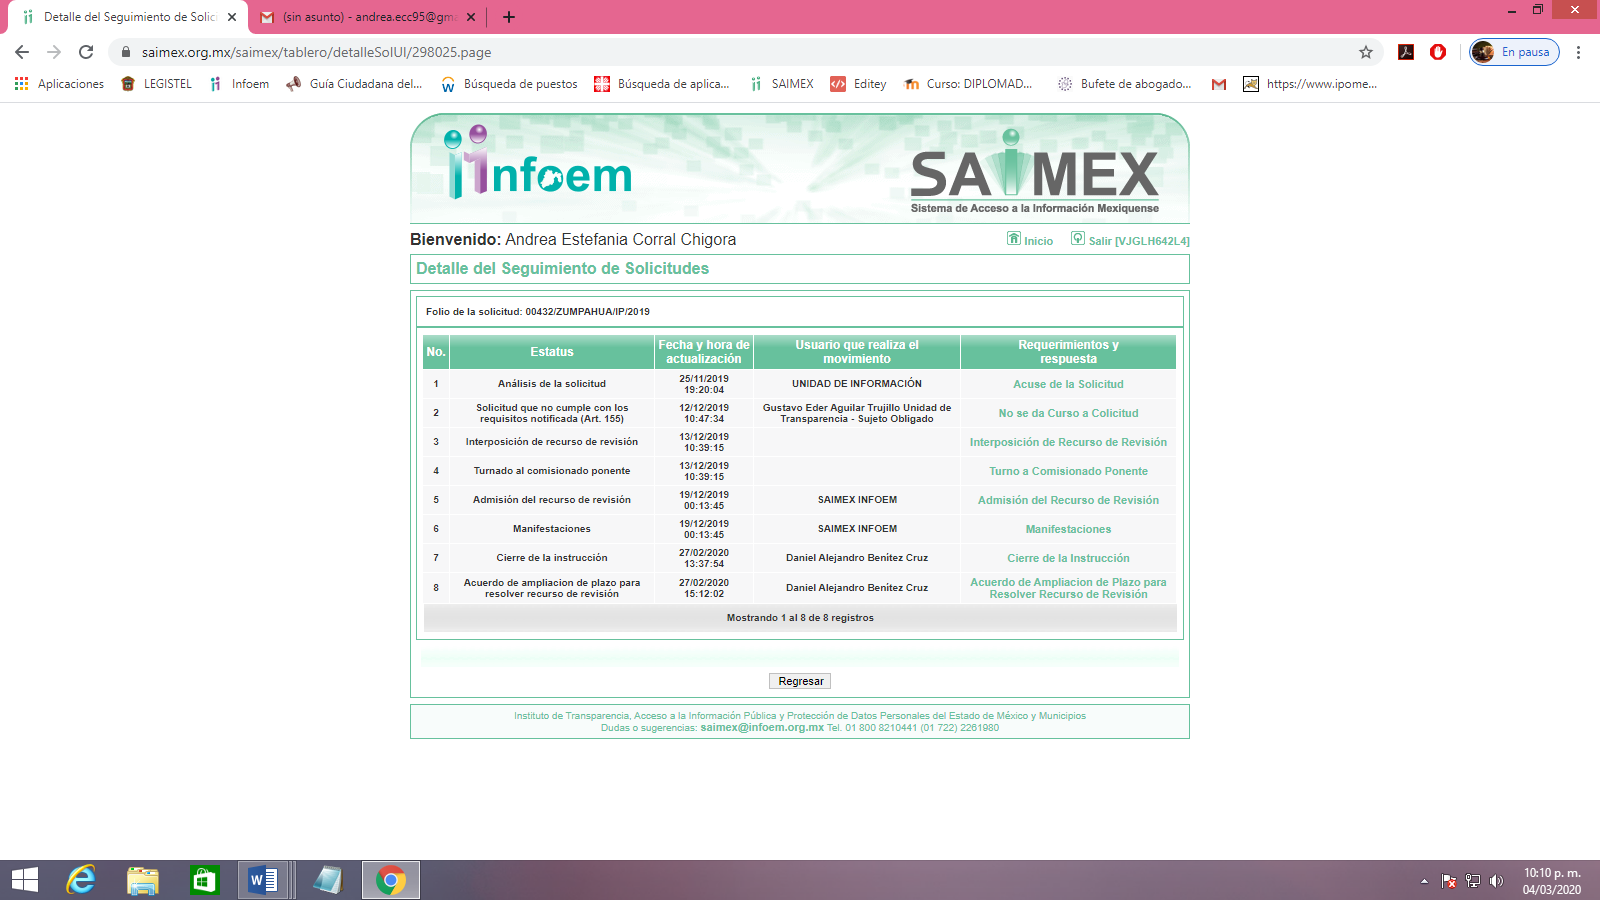 Detalle del Seguimiento de Solici
(sin asunto) - andrea.ecc95@gma
saimex.org.mx/saimex/tablero/detalleSolUI/298025.page
En pausa
Aplicaciones LEGISTEL Infoem Guía Ciudadana del... Búsqueda de puestos Búsqueda de aplica... SAIMEX Editey Curso: DIPLOMAD... Bufete de abogado... https://www.ipome...
infoem
SAIMEX
Sistema de Acceso a la Información Mexiquense
Bienvenido: Andrea Estefania Corral Chigora
Inicio Salir [VJGLH642L4]
Detalle del Seguimiento de Solicitudes
Folio de la solicitud: 00432/ZUMPAHUA/IP/2019
No. Estatus Fecha y hora de actualización Usuario que realiza el movimiento Requerimientos y respuesta
1 Análisis de la solicitud 25/11/2019 19:20:04 UNIDAD DE INFORMACIÓN Acuse de la Solicitud
2 Solicitud que no cumple con los requisitos notificada (Art. 155) 12/12/2019 10:47:34 Gustavo Eder Aguilar Trujillo Unidad de Transparencia - Sujeto Obligado No se da Curso a Colicitud
3 Interposición de recurso de revisión 13/12/2019 10:39:15 Interposición de Recurso de Revisión
4 Turnado al comisionado ponente 13/12/2019 10:39:15 Turno a Comisionado Ponente
5 Admisión del recurso de revisión 19/12/2019 00:13:45 SAIMEX INFOEM Admisión del Recurso de Revisión
6 Manifestaciones 19/12/2019 00:13:45 SAIMEX INFOEM Manifestaciones
7 Cierre de la instrucción 27/02/2020 13:37:54 Daniel Alejandro Benítez Cruz Cierre de la Instrucción
8 Acuerdo de ampliacion de plazo para resolver recurso de revisión 27/02/2020 15:12:02 Daniel Alejandro Benítez Cruz Acuerdo de Ampliacion de Plazo para Resolver Recurso de Revisión
Mostrando 1 al 8 de 8 registros
Regresar
Instituto de Transparencia, Acceso a la Información Pública y Protección de Datos Personales del Estado de México y Municipios
Dudas o sugerencias: saimex@infoem.org.mx Tel. 01 800 8210441 (01 722) 2261980
10:10 p. m.
04/03/2020